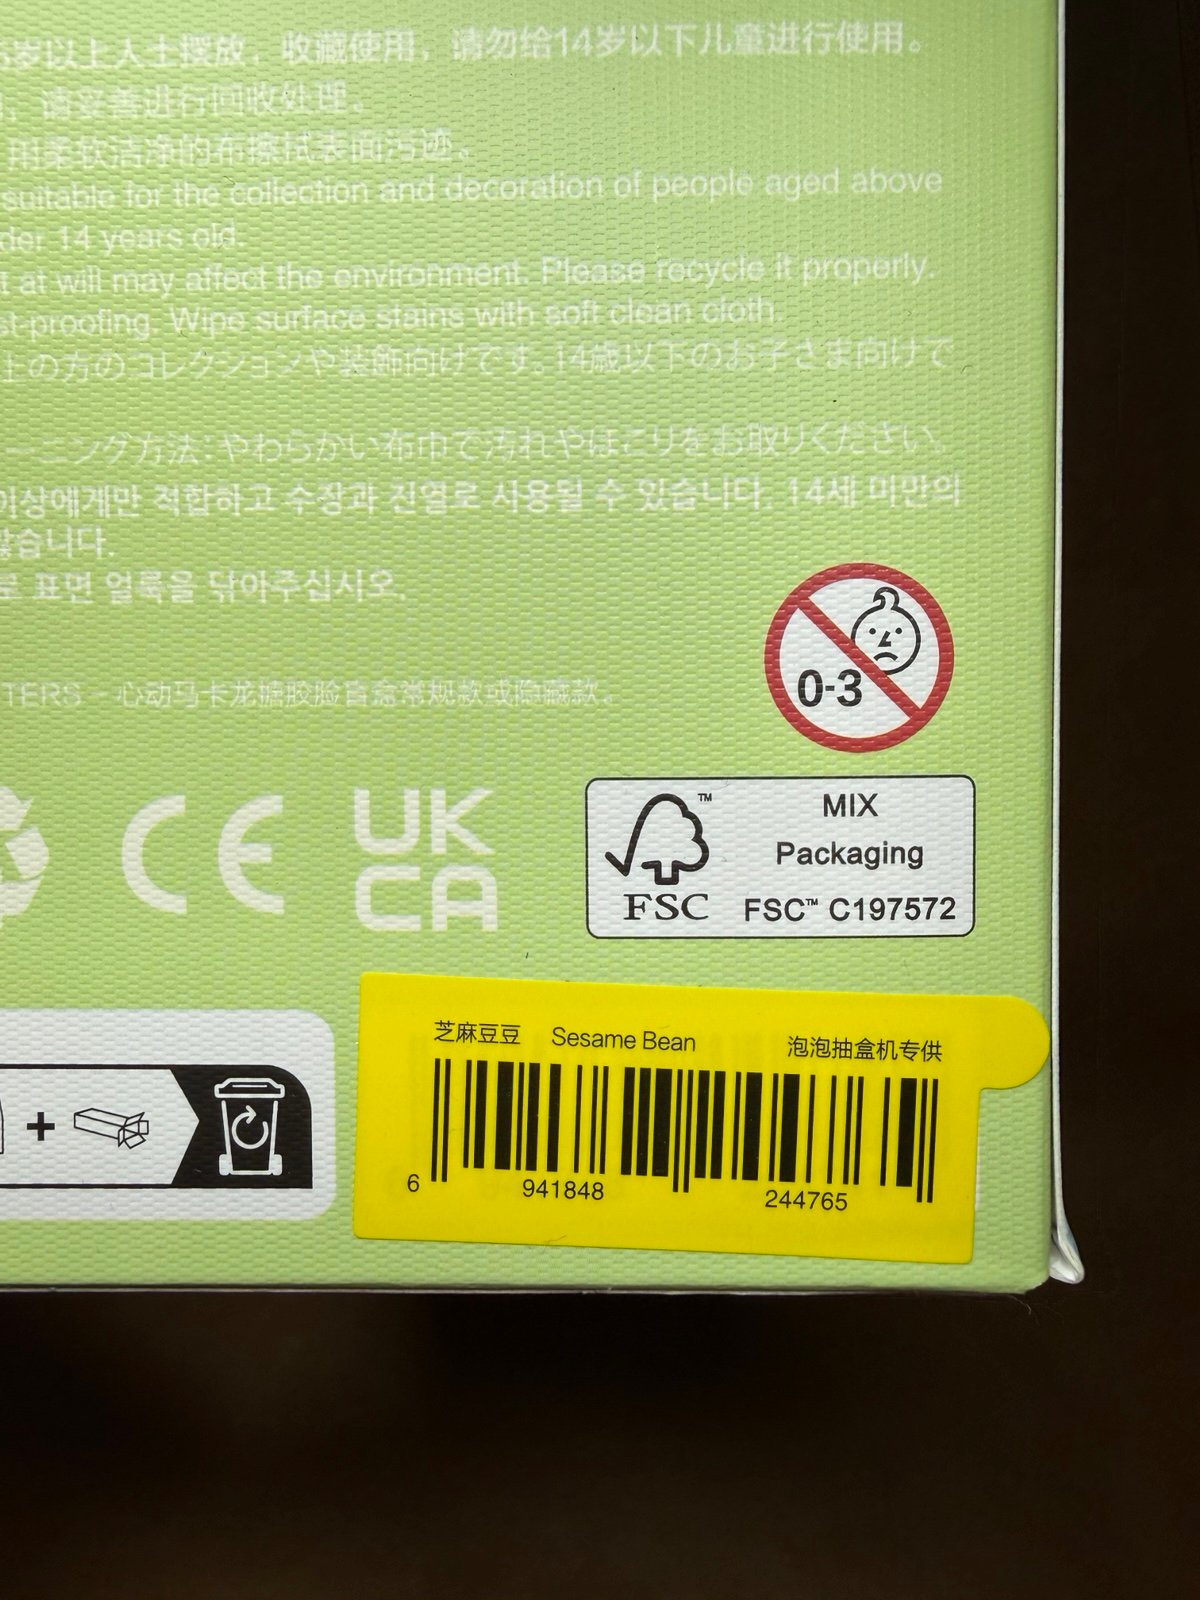 岁以上人士摆放，收藏使用，请勿给14岁以下儿童进行使用。
，请妥善进行回收处理。
用柔软洁净的布擦拭表面污迹。
suitable for the collection and decoration of people aged above
der 14 years old.
t at will may affect the environment. Please recycle it properly.
st-proofing. Wipe surface stains with soft clean cloth.
上の方のコレクションや装飾向けです。14歳以下のお子さま向けで
ーニング方法：やわらかい布巾で汚れやほこりをお取りください。
이상에게만 적합하고 수장과 진열로 사용될 수 있습니다. 14세 미만의
않습니다.
로 표면 얼룩을 닦아주십시오.
0-3
TERS－心动马卡龙搪胶脸盲盒常规款或隐藏款。
CE
UK
CA
FSC™
MIX
Packaging
FSC™ C197572
芝麻豆豆 Sesame Bean 泡泡抽盒机专供
6 941848 244765